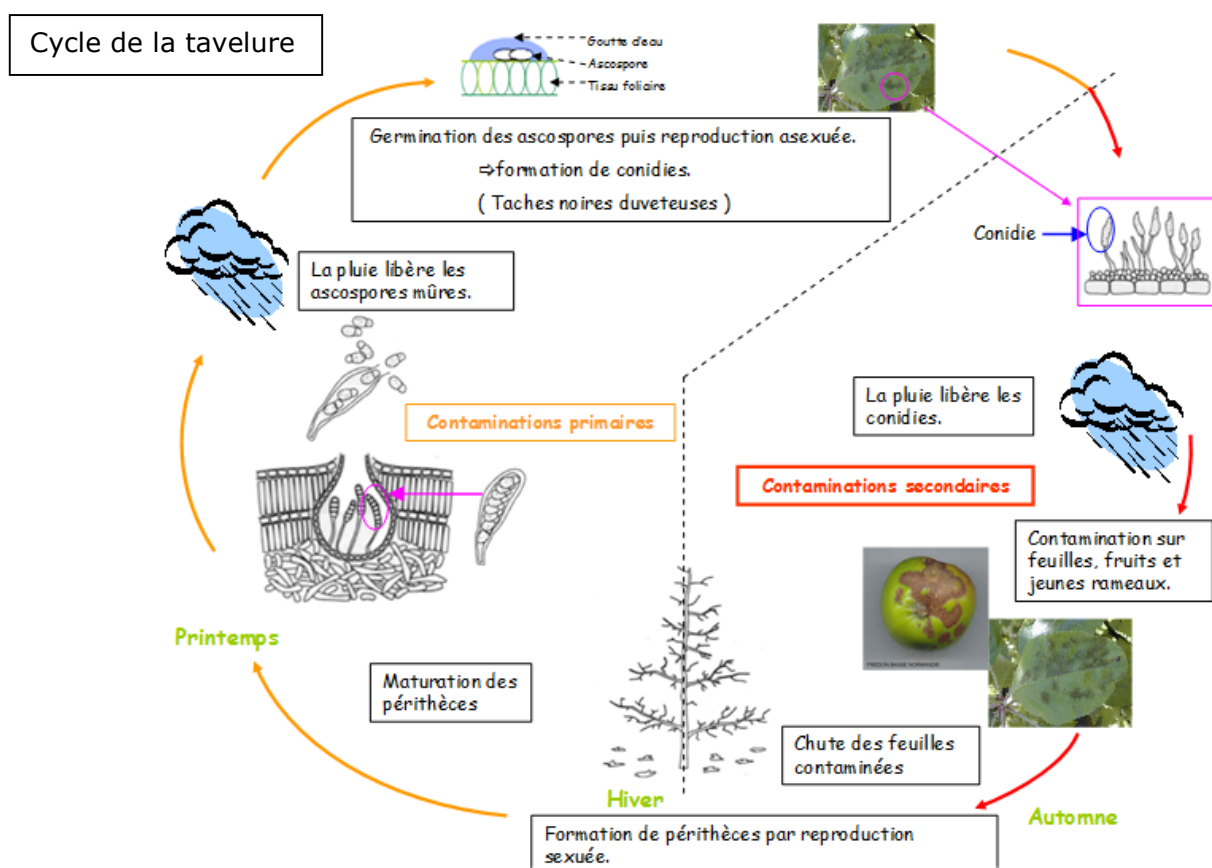 Cycle de la tavelure
Goutte d'eau
Ascospore
Tissu foliaire
Germination des ascospores puis reproduction asexuée.
⇨formation de conidies.
( Taches noires duveteuses )
Conidie
La pluie libère les
ascospores mûres.
La pluie libère les
conidies.
Contaminations primaires
Contaminations secondaires
Contamination sur
feuilles, fruits et
jeunes rameaux.
FREDON BASSE NORMANDIE
Printemps
Maturation des
périthèces
Chute des feuilles
contaminées
Hiver
Automne
Formation de périthèces par reproduction
sexuée.